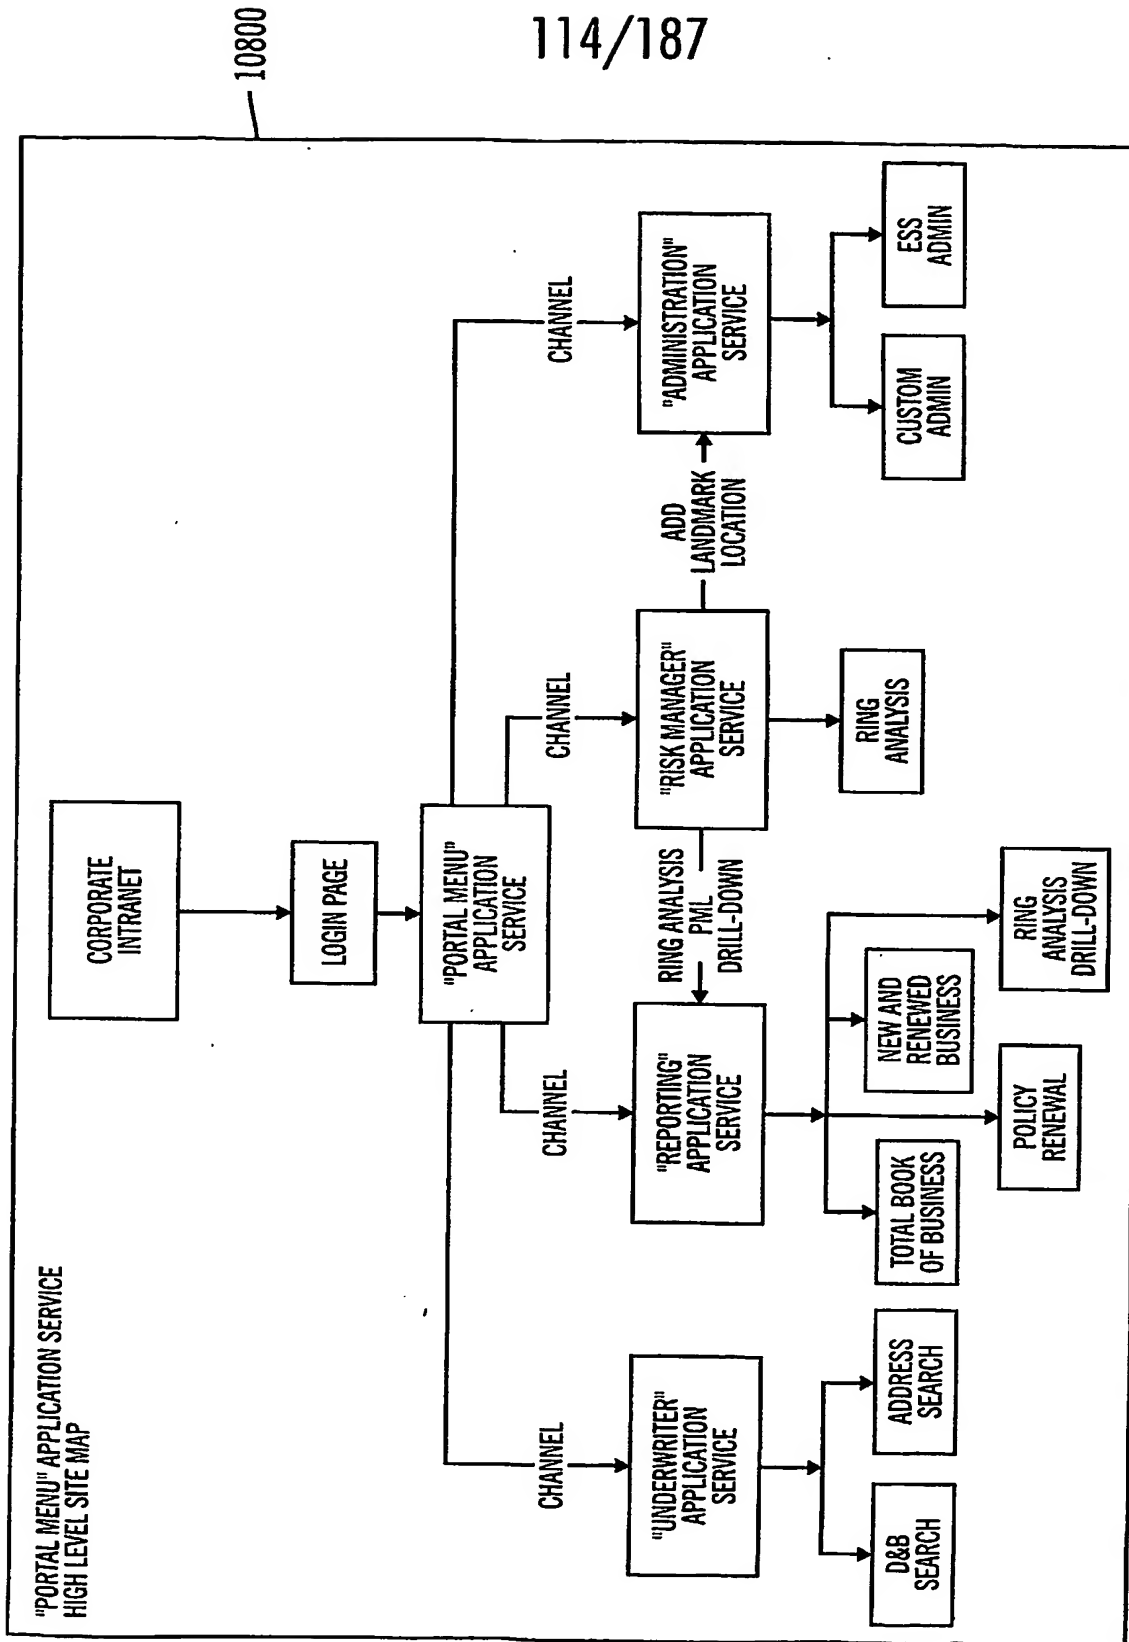 114/187
10800
"PORTAL MENU" APPLICATION SERVICE
HIGH LEVEL SITE MAP
CORPORATE
INTRANET
LOGIN PAGE
"PORTAL MENU"
APPLICATION
SERVICE
CHANNEL
CHANNEL
CHANNEL
CHANNEL
"UNDERWRITER"
APPLICATION
SERVICE
"REPORTING"
APPLICATION
SERVICE
RING ANALYSIS
PML
DRILL-DOWN
"RISK MANAGER"
APPLICATION
SERVICE
ADD
LANDMARK
LOCATION
"ADMINISTRATION"
APPLICATION
SERVICE
D&B
SEARCH
ADDRESS
SEARCH
TOTAL BOOK
OF BUSINESS
POLICY
RENEWAL
NEW AND
RENEWED
BUSINESS
RING
ANALYSIS
DRILL-DOWN
RING
ANALYSIS
CUSTOM
ADMIN
ESS
ADMIN